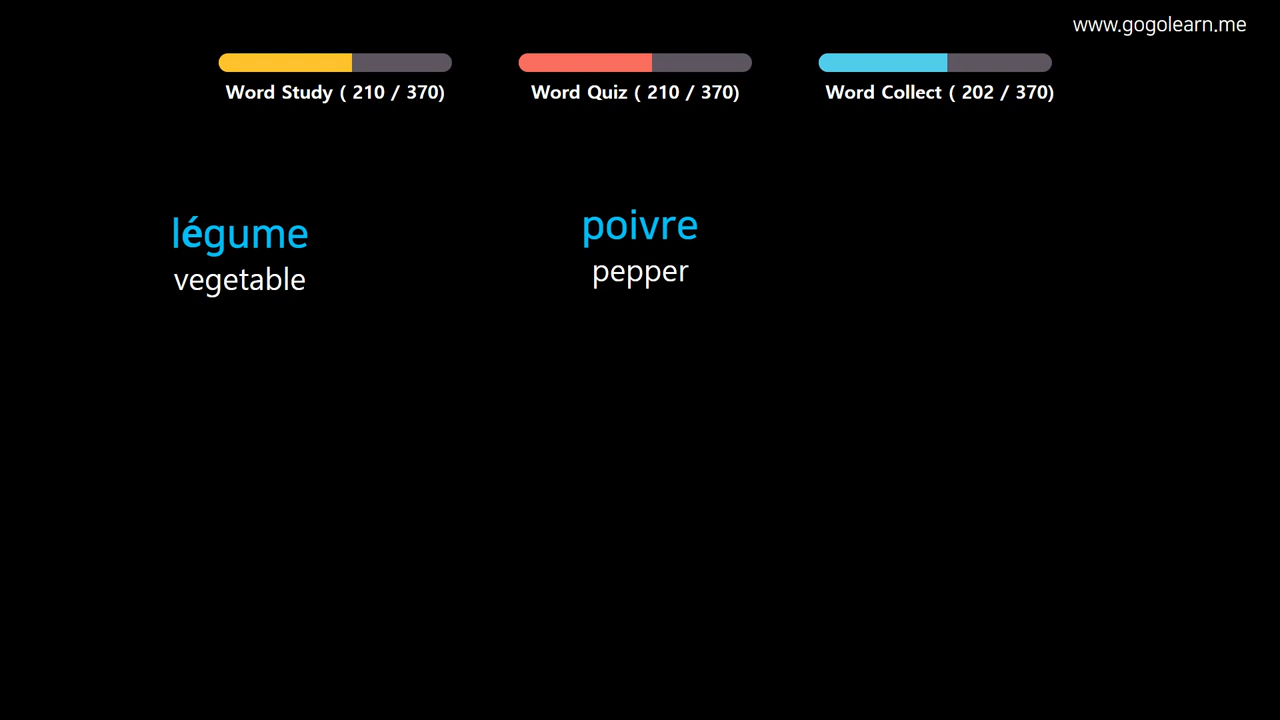 www.gogolearn.me
Word Study ( 210 / 370)
Word Quiz ( 210 / 370)
Word Collect ( 202 / 370)
légume
vegetable
poivre
pepper